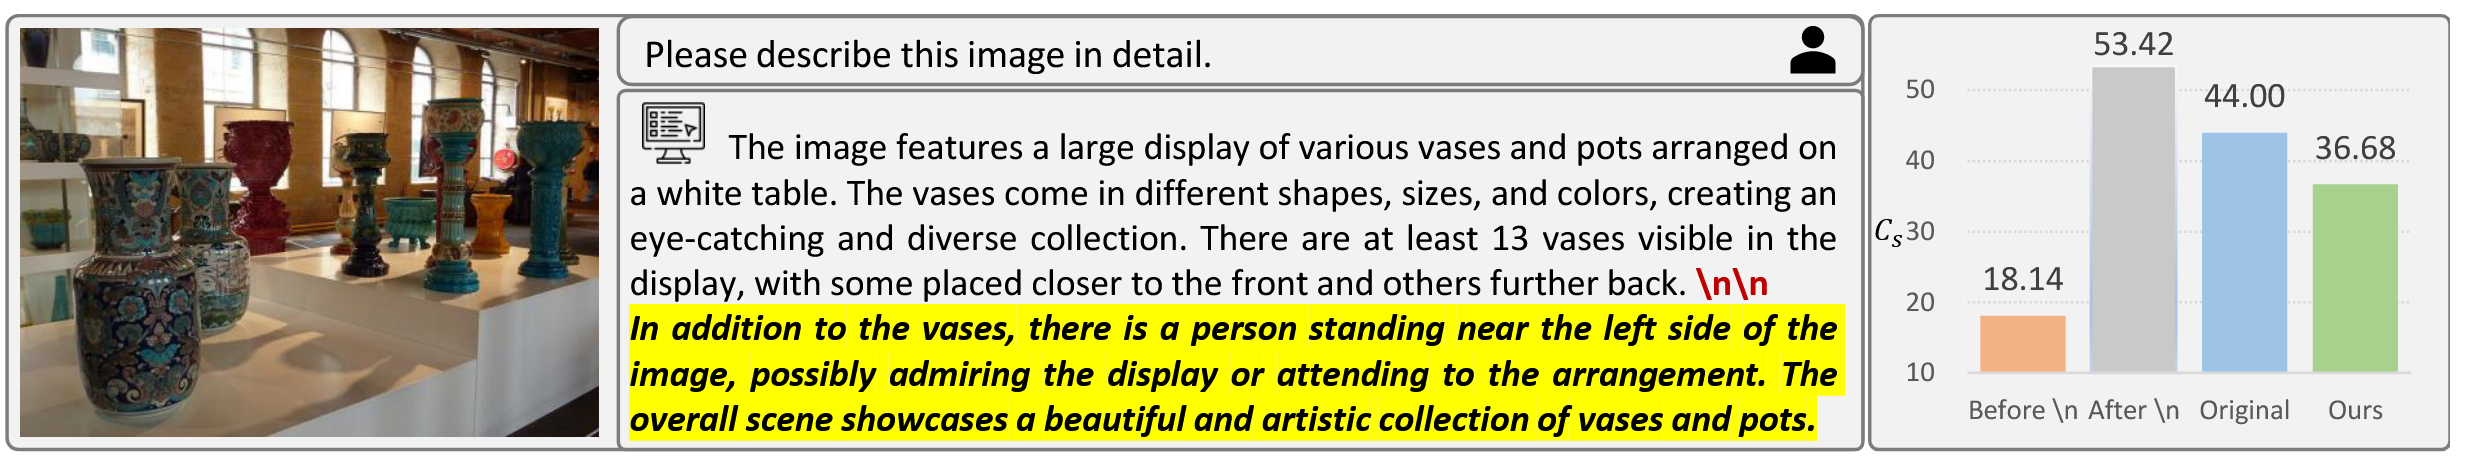 Please describe this image in detail.
The image features a large display of various vases and pots arranged on
a white table. The vases come in different shapes, sizes, and colors, creating an
eye-catching and diverse collection. There are at least 13 vases visible in the
display, with some placed closer to the front and others further back. \n\n
In addition to the vases, there is a person standing near the left side of the
image, possibly admiring the display or attending to the arrangement. The
overall scene showcases a beautiful and artistic collection of vases and pots.
53.42
50
44.00
40
36.68
C_s
30
18.14
20
10
Before \n
After \n
Original
Ours